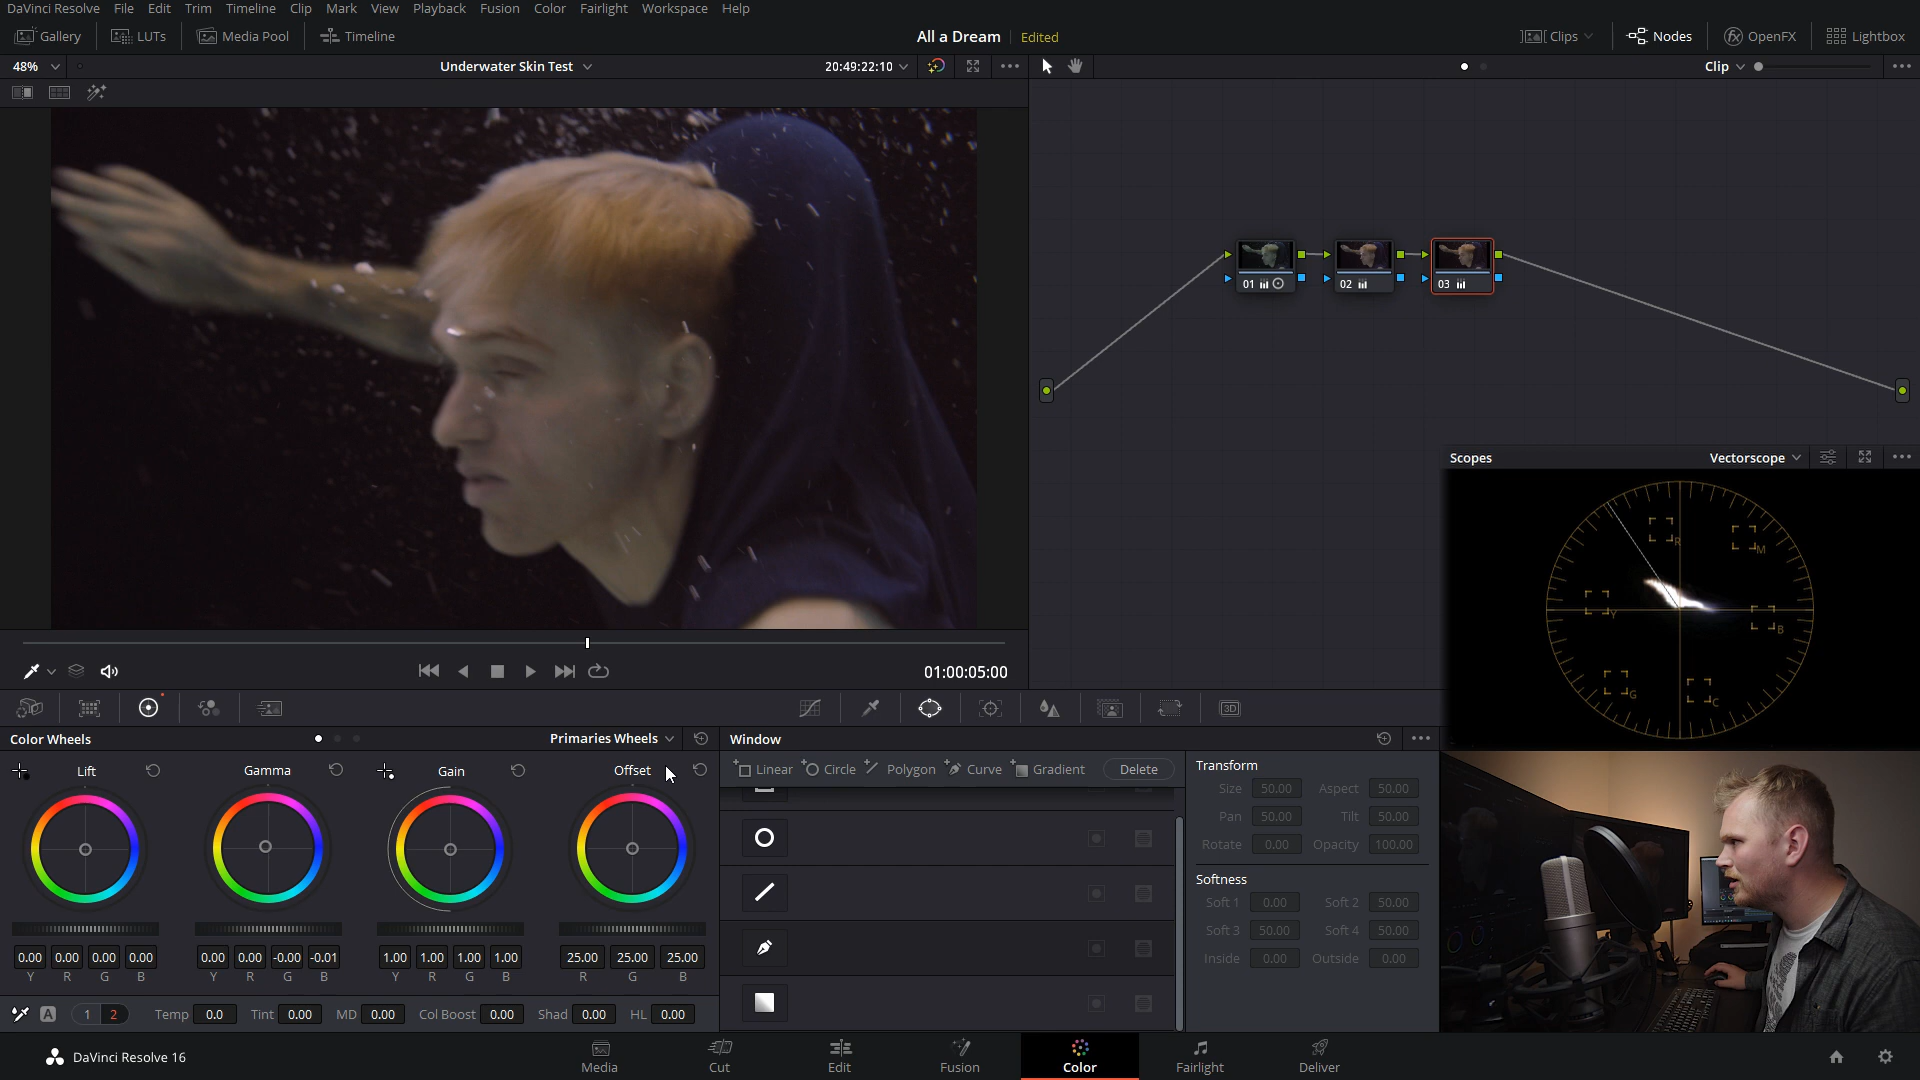 DaVinci Resolve File Edit Trim Timeline Clip Mark View Playback Fusion Color Fairlight Workspace Help
Gallery LUTs Media Pool Timeline All a Dream Edited Clips Nodes OpenFX Lightbox
48% Underwater Skin Test 20:49:22:10 Clip
01 02 03
Scopes Vectorscope
R M
Y B
G C
01:00:05:00
3D
Color Wheels Primaries Wheels Window
Lift Gamma Gain Offset Linear Circle Polygon Curve Gradient Delete Transform
Size 50.00 Aspect 50.00
Pan 50.00 Tilt 50.00
Rotate 0.00 Opacity 100.00
Softness
Soft 1 0.00 Soft 2 50.00
Soft 3 50.00 Soft 4 50.00
Inside 0.00 Outside 0.00
0.00 0.00 0.00 0.00 0.00 0.00 -0.00 -0.01 1.00 1.00 1.00 1.00 25.00 25.00 25.00
Y R G B Y R G B Y R G B R G B
A 1 2 Temp 0.0 Tint 0.00 MD 0.00 Col Boost 0.00 Shad 0.00 HL 0.00
DaVinci Resolve 16 Media Cut Edit Fusion Color Fairlight Deliver